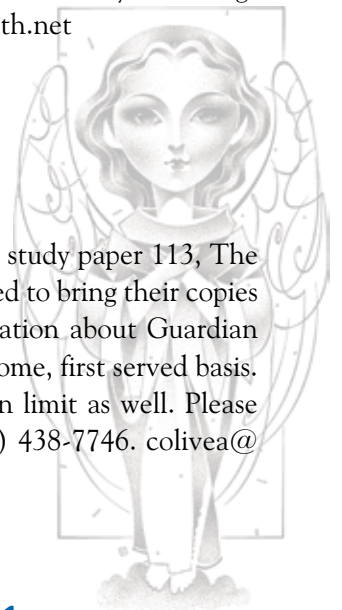 th.net
study paper 113, The
ed to bring their copies
ation about Guardian
ome, first served basis.
n limit as well. Please
) 438-7746. colivea@